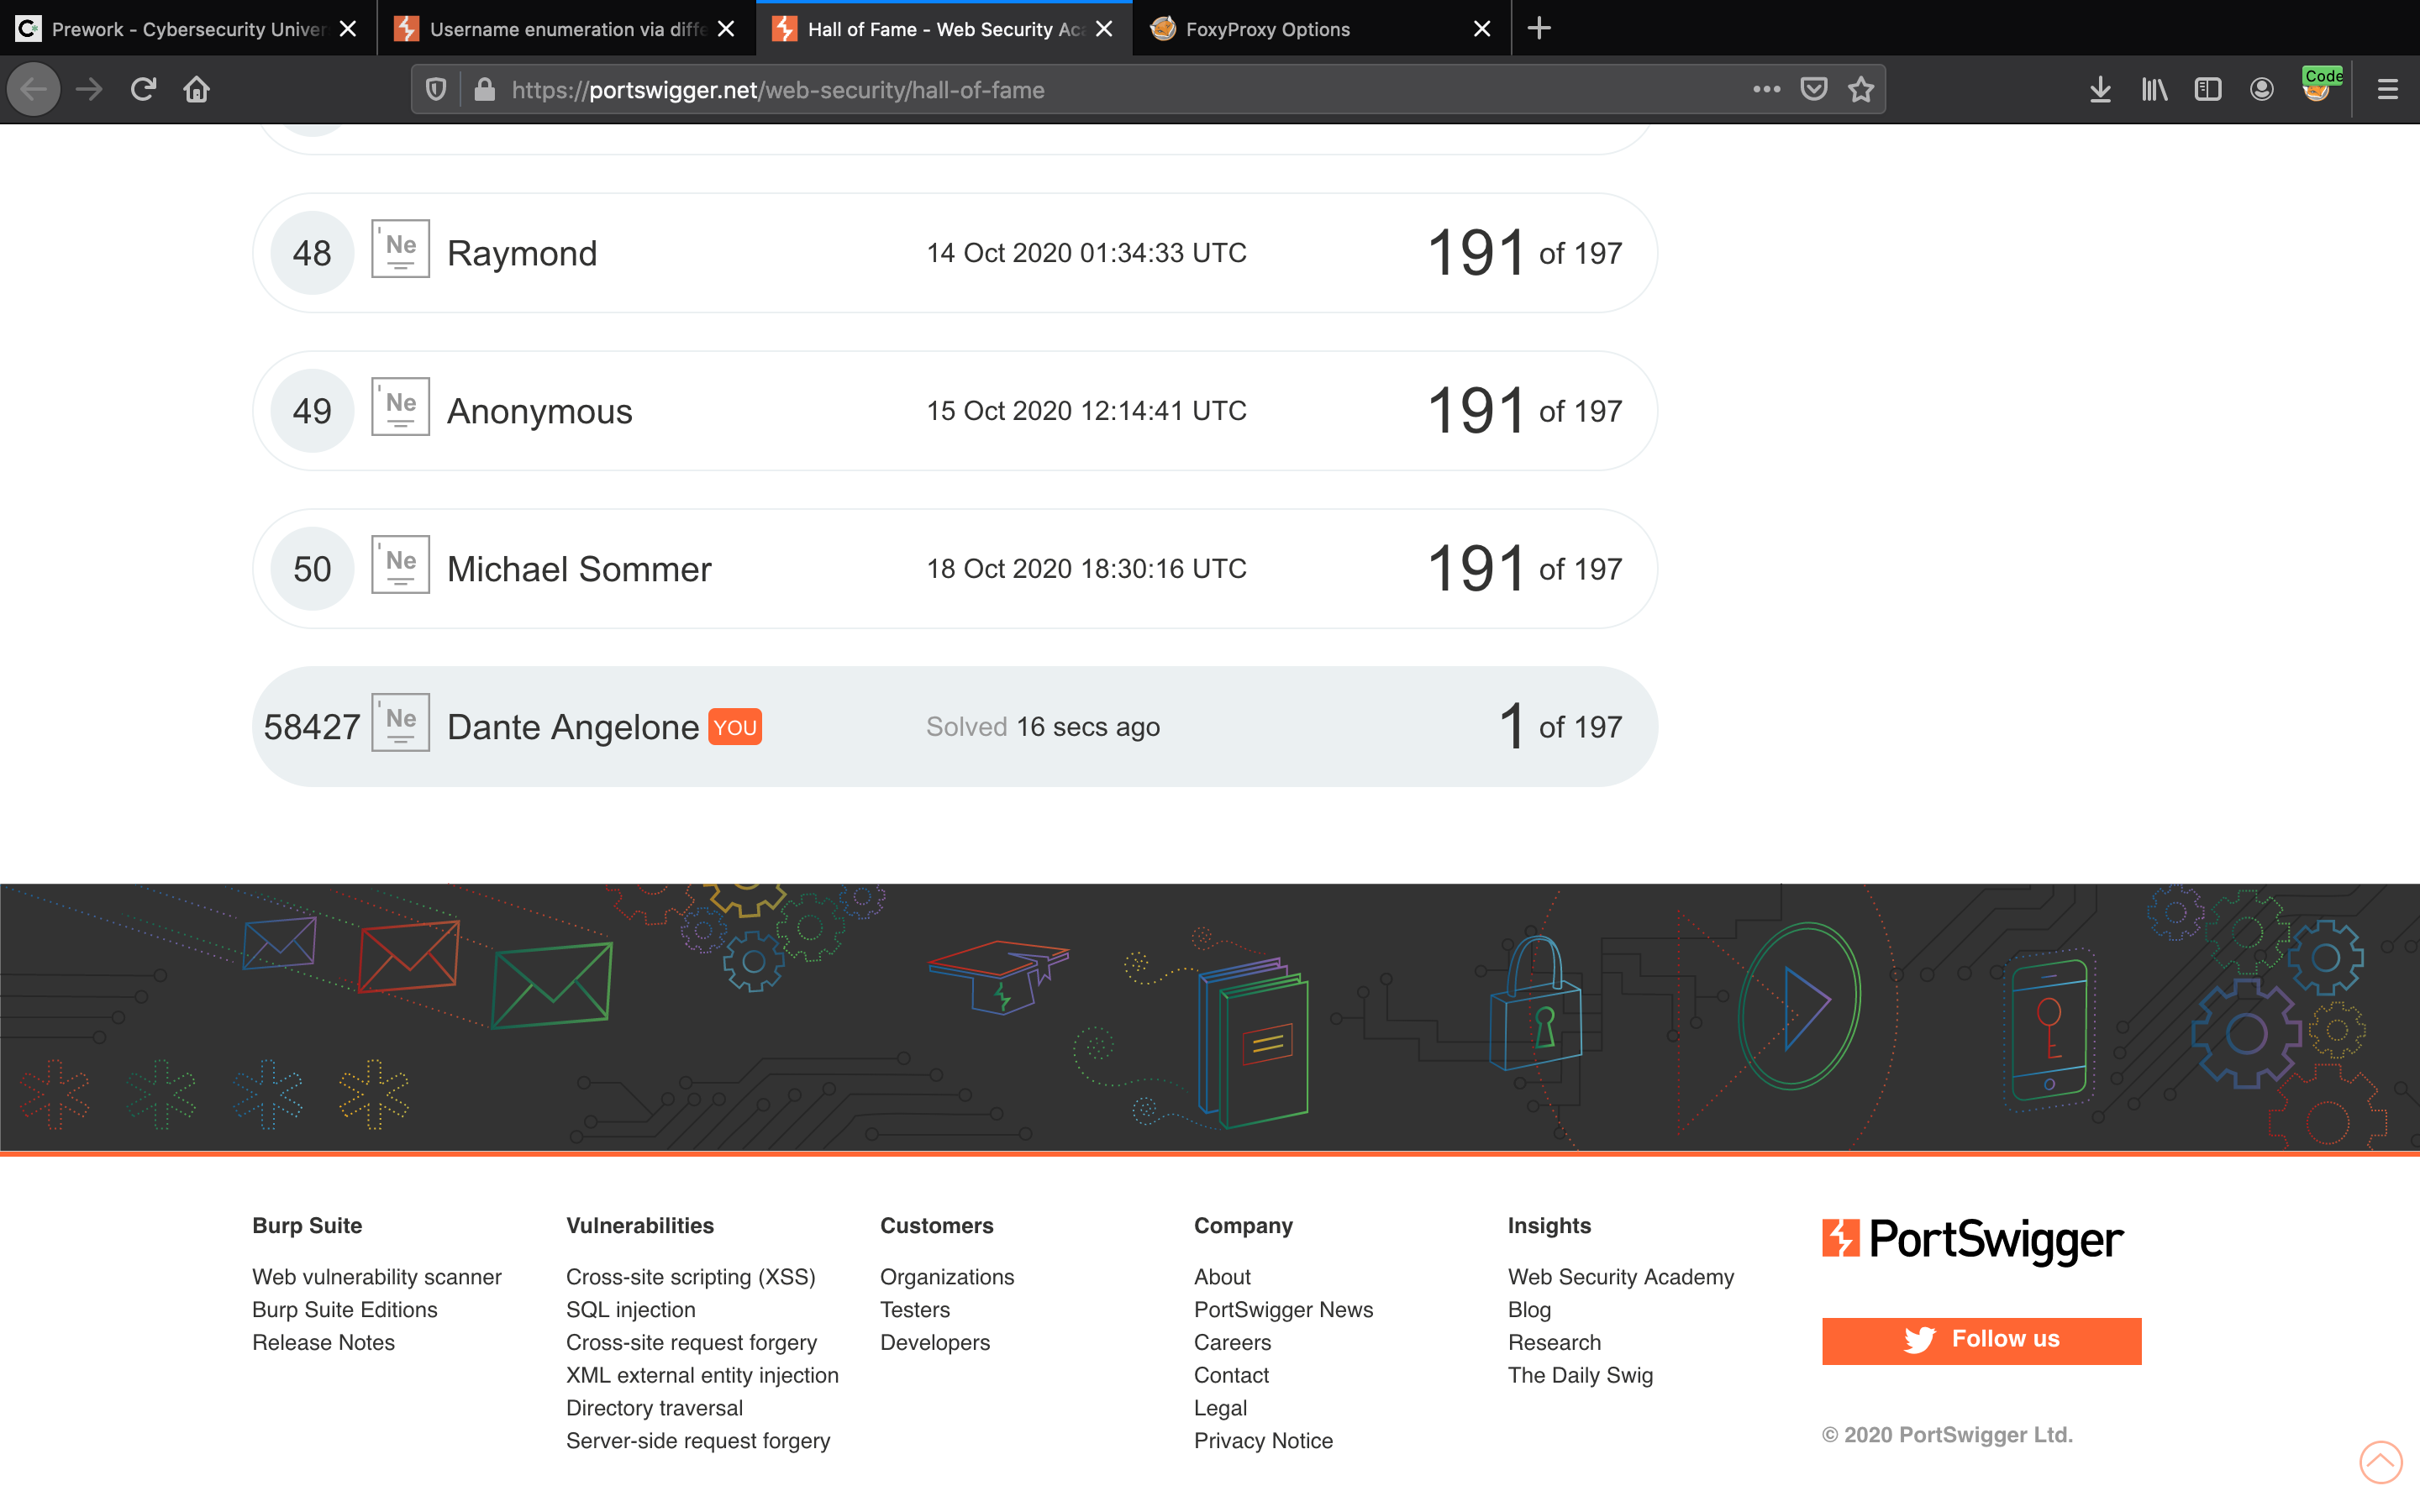 Prework - Cybersecurity Univer
Username enumeration via diffe
Hall of Fame - Web Security Aca
FoxyProxy Options
https://portswigger.net/web-security/hall-of-fame
Code
48 Ne Raymond 14 Oct 2020 01:34:33 UTC 191 of 197
49 Ne Anonymous 15 Oct 2020 12:14:41 UTC 191 of 197
50 Ne Michael Sommer 18 Oct 2020 18:30:16 UTC 191 of 197
58427 Ne Dante Angelone YOU Solved 16 secs ago 1 of 197
Burp Suite
Web vulnerability scanner
Burp Suite Editions
Release Notes
Vulnerabilities
Cross-site scripting (XSS)
SQL injection
Cross-site request forgery
XML external entity injection
Directory traversal
Server-side request forgery
Customers
Organizations
Testers
Developers
Company
About
PortSwigger News
Careers
Contact
Legal
Privacy Notice
Insights
Web Security Academy
Blog
Research
The Daily Swig
PortSwigger
Follow us
© 2020 PortSwigger Ltd.